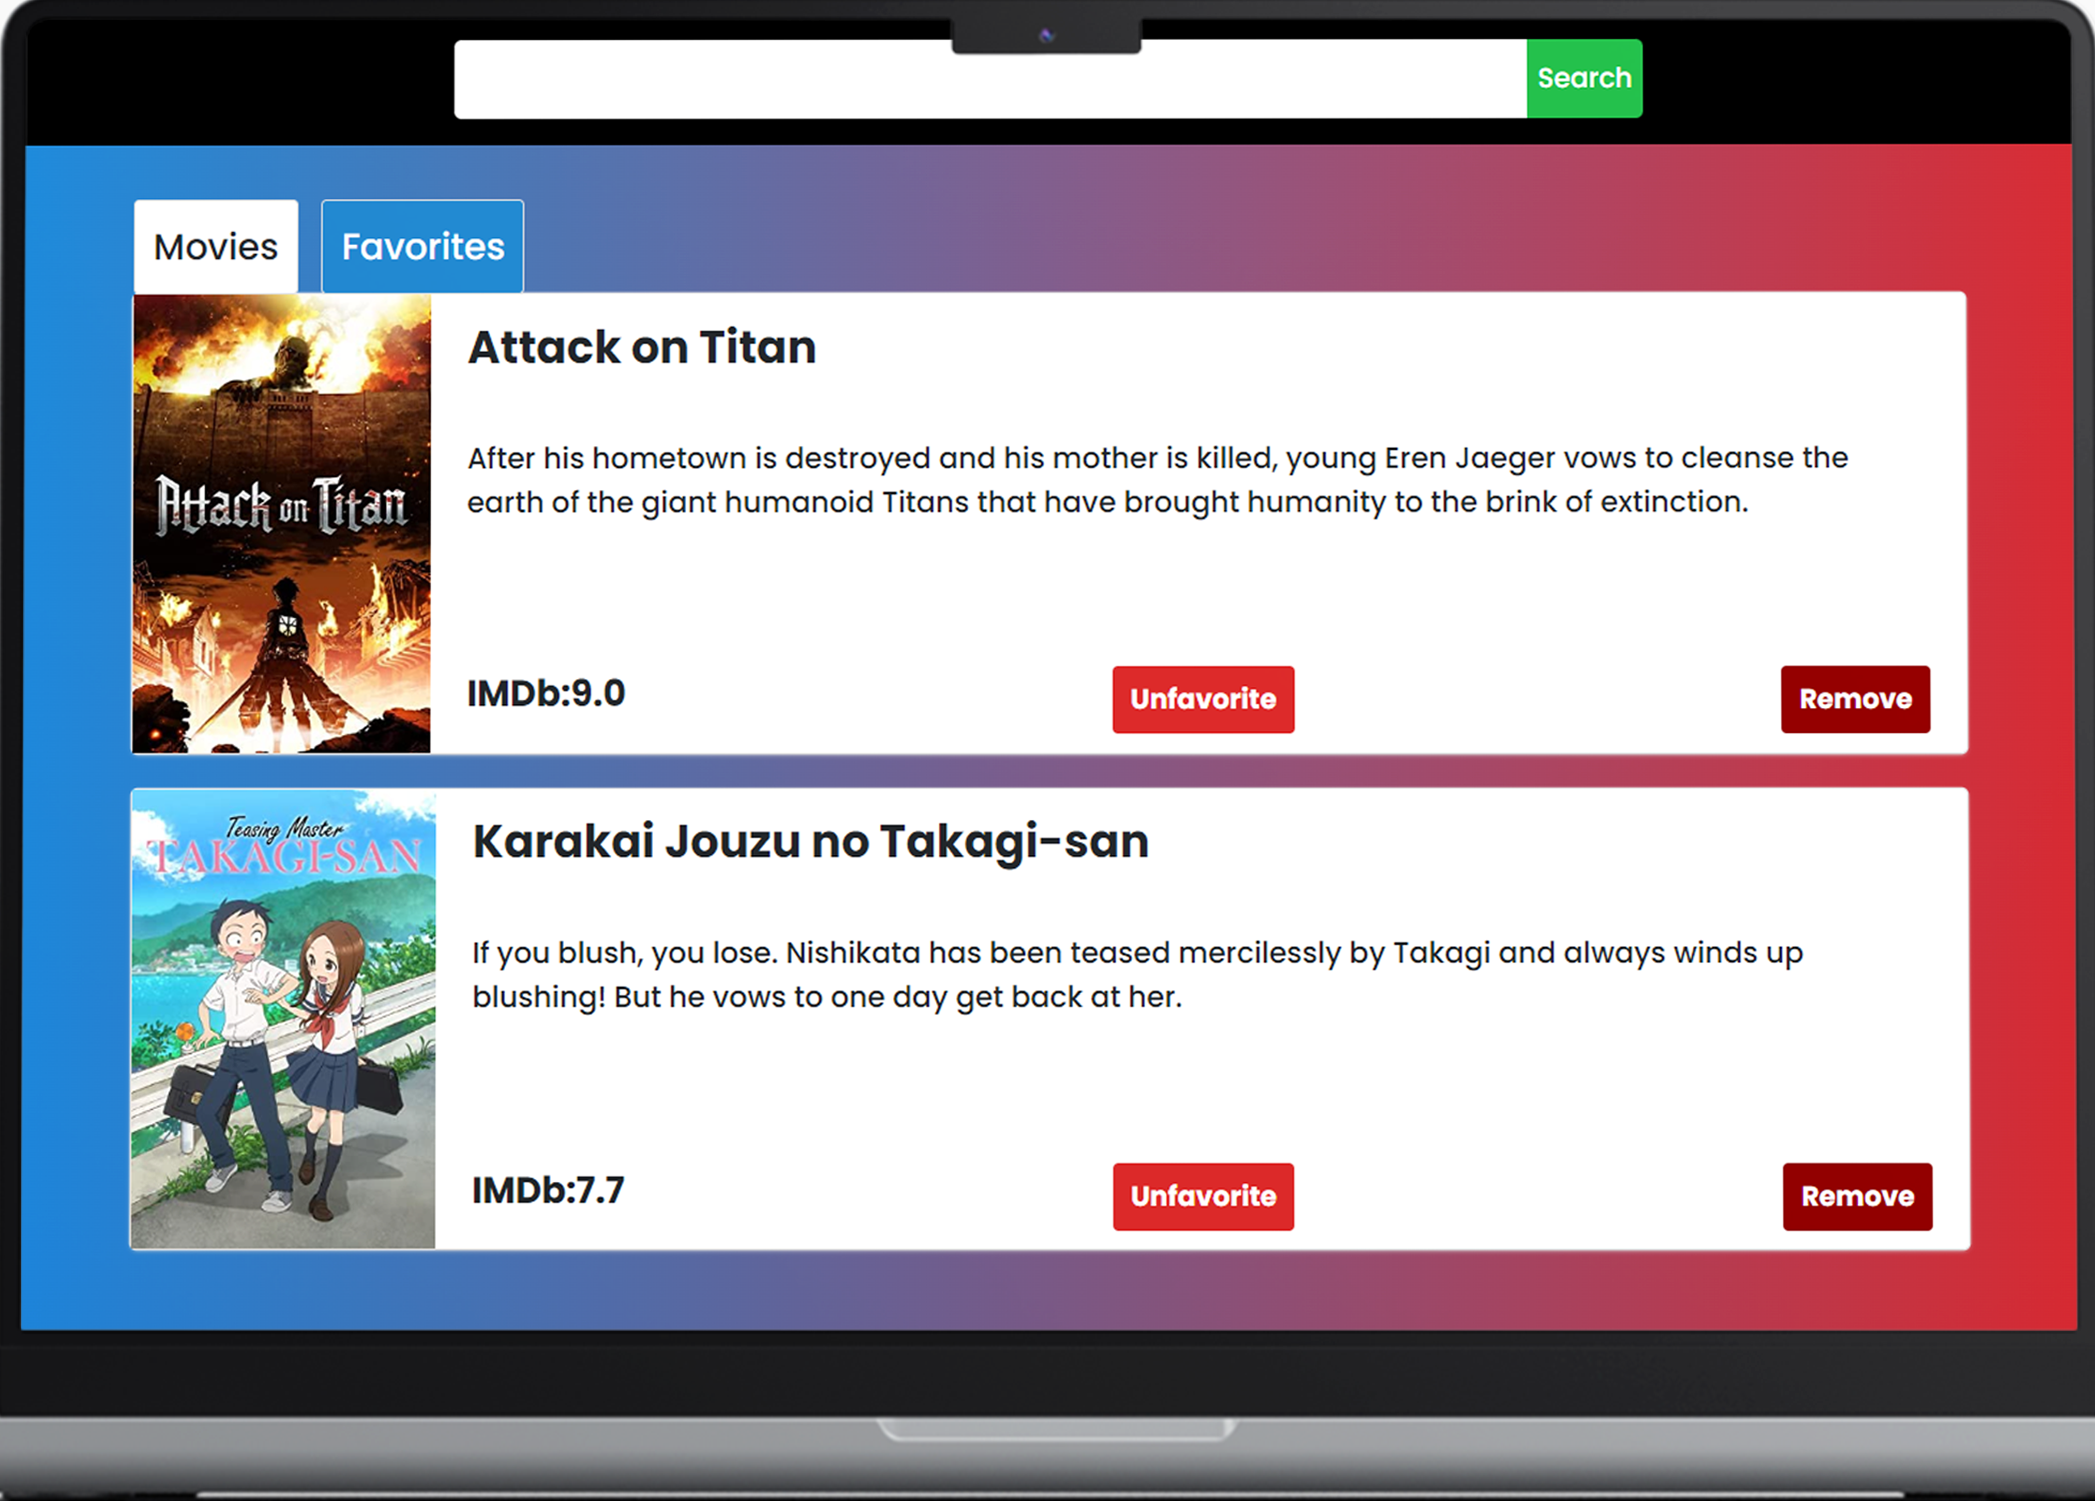 Search
Movies
Favorites
Attack on Titan
Attack on Titan
After his hometown is destroyed and his mother is killed, young Eren Jaeger vows to cleanse the
earth of the giant humanoid Titans that have brought humanity to the brink of extinction.
IMDb:9.0
Unfavorite
Remove
Teasing Master
TAKAGI-SAN
Karakai Jouzu no Takagi-san
If you blush, you lose. Nishikata has been teased mercilessly by Takagi and always winds up
blushing! But he vows to one day get back at her.
IMDb:7.7
Unfavorite
Remove